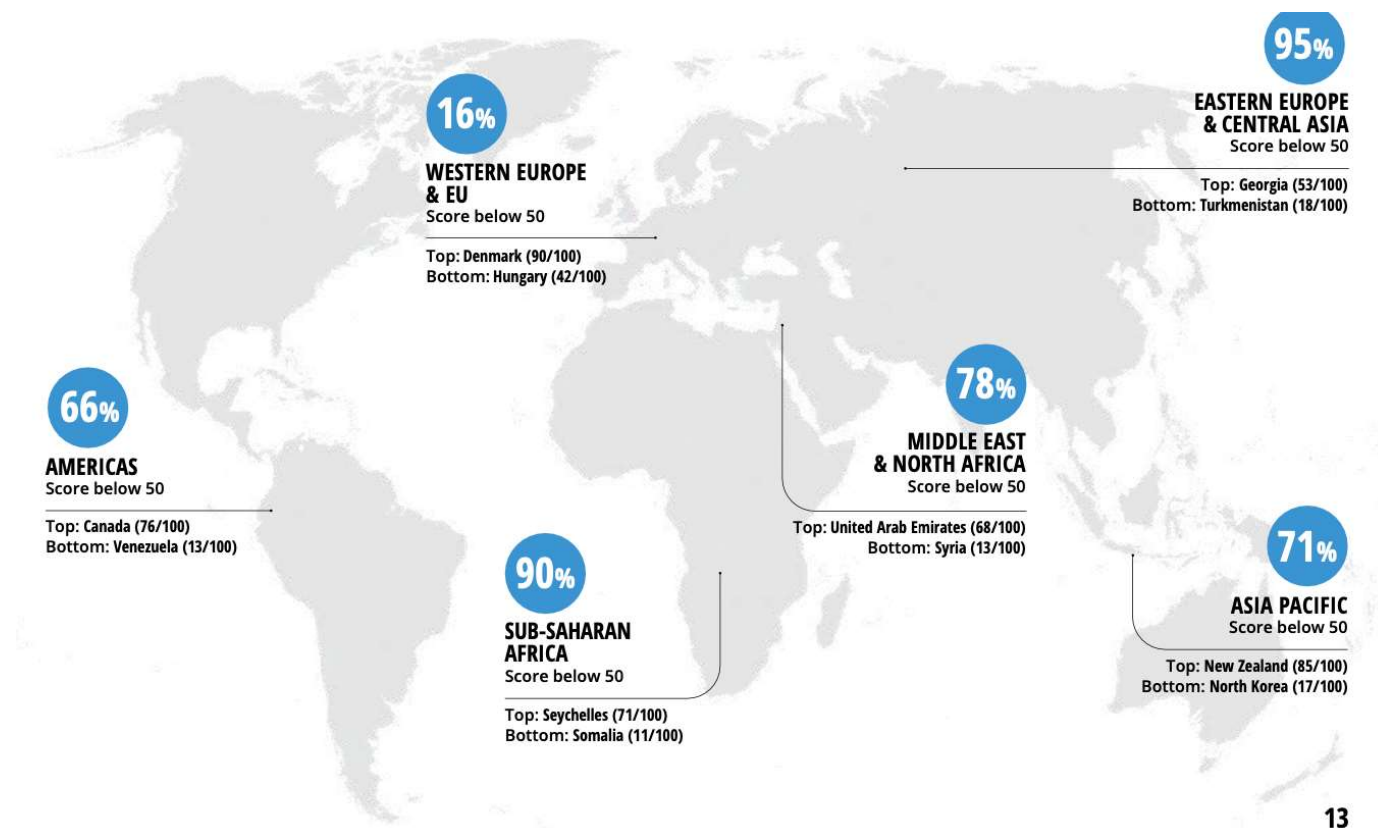 95%
EASTERN EUROPE
& CENTRAL ASIA
Score below 50
Top: Georgia (53/100)
Bottom: Turkmenistan (18/100)
16%
WESTERN EUROPE
& EU
Score below 50
Top: Denmark (90/100)
Bottom: Hungary (42/100)
66%
AMERICAS
Score below 50
Top: Canada (76/100)
Bottom: Venezuela (13/100)
78%
MIDDLE EAST
& NORTH AFRICA
Score below 50
Top: United Arab Emirates (68/100)
Bottom: Syria (13/100)
90%
SUB-SAHARAN
AFRICA
Score below 50
Top: Seychelles (71/100)
Bottom: Somalia (11/100)
71%
ASIA PACIFIC
Score below 50
Top: New Zealand (85/100)
Bottom: North Korea (17/100)
13